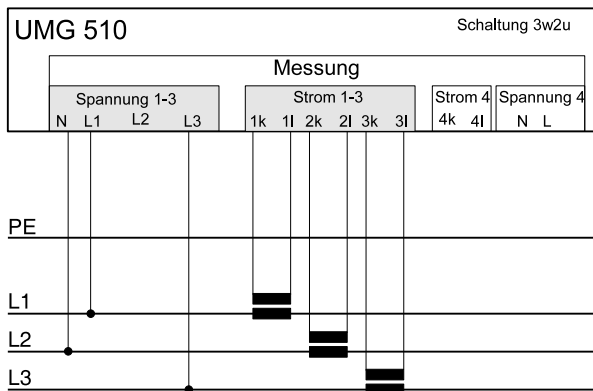 UMG 510
Schaltung 3w2u
Messung
Spannung 1-3
Strom 1-3
Strom 4
Spannung 4
N L1 L2 L3
1k 1l 2k 2l 3k 3l
4k 4l
N L
PE
L1
L2
L3